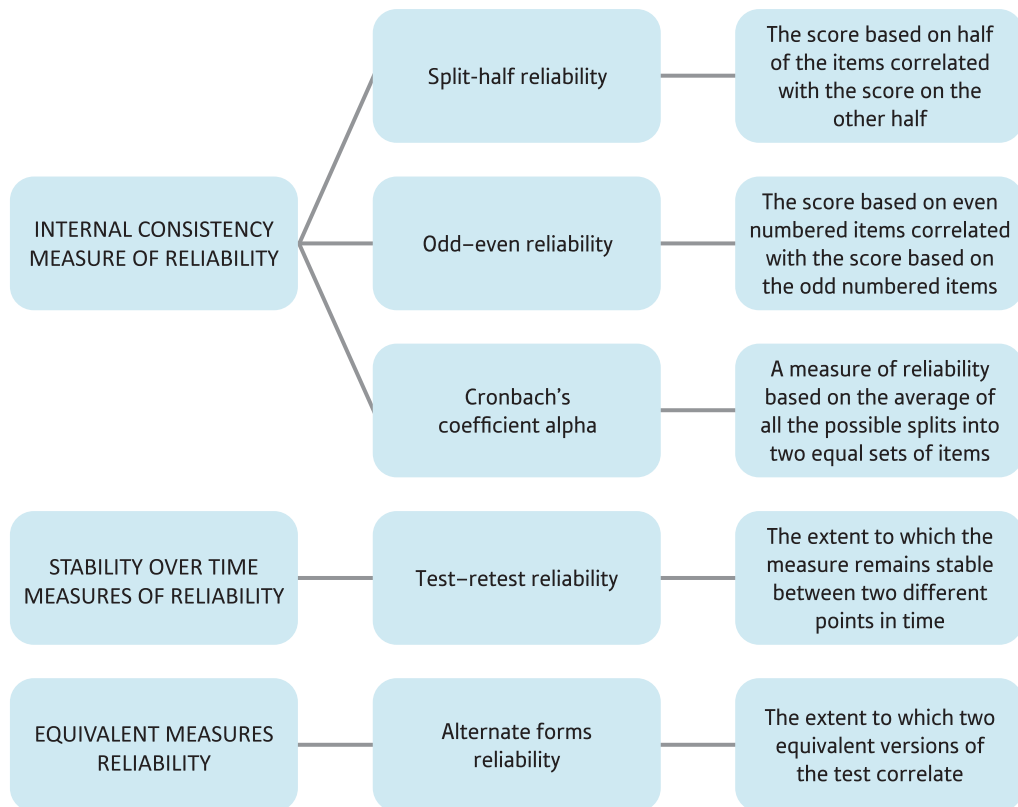 Split-half reliability
The score based on half
of the items correlated
with the score on the
other half
INTERNAL CONSISTENCY
MEASURE OF RELIABILITY
Odd–even reliability
The score based on even
numbered items correlated
with the score based on
the odd numbered items
Cronbach’s
coefficient alpha
A measure of reliability
based on the average of
all the possible splits into
two equal sets of items
STABILITY OVER TIME
MEASURES OF RELIABILITY
Test–retest reliability
The extent to which the
measure remains stable
between two different
points in time
EQUIVALENT MEASURES
RELIABILITY
Alternate forms
reliability
The extent to which two
equivalent versions of
the test correlate